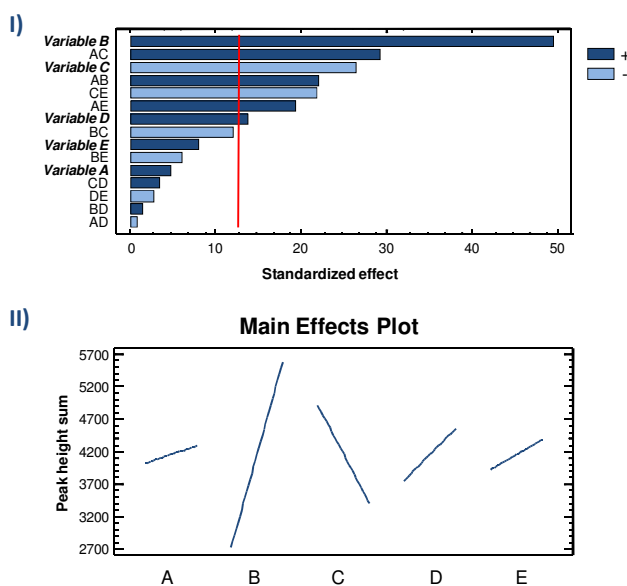 I)
Variable B
AC
Variable C
AB
CE
AE
Variable D
BC
Variable E
BE
Variable A
CD
DE
BD
AD
+
-
0 10 20 30 40 50
Standardized effect
II)
Main Effects Plot
Peak height sum
5700
5200
4700
4200
3700
3200
2700
A B C D E